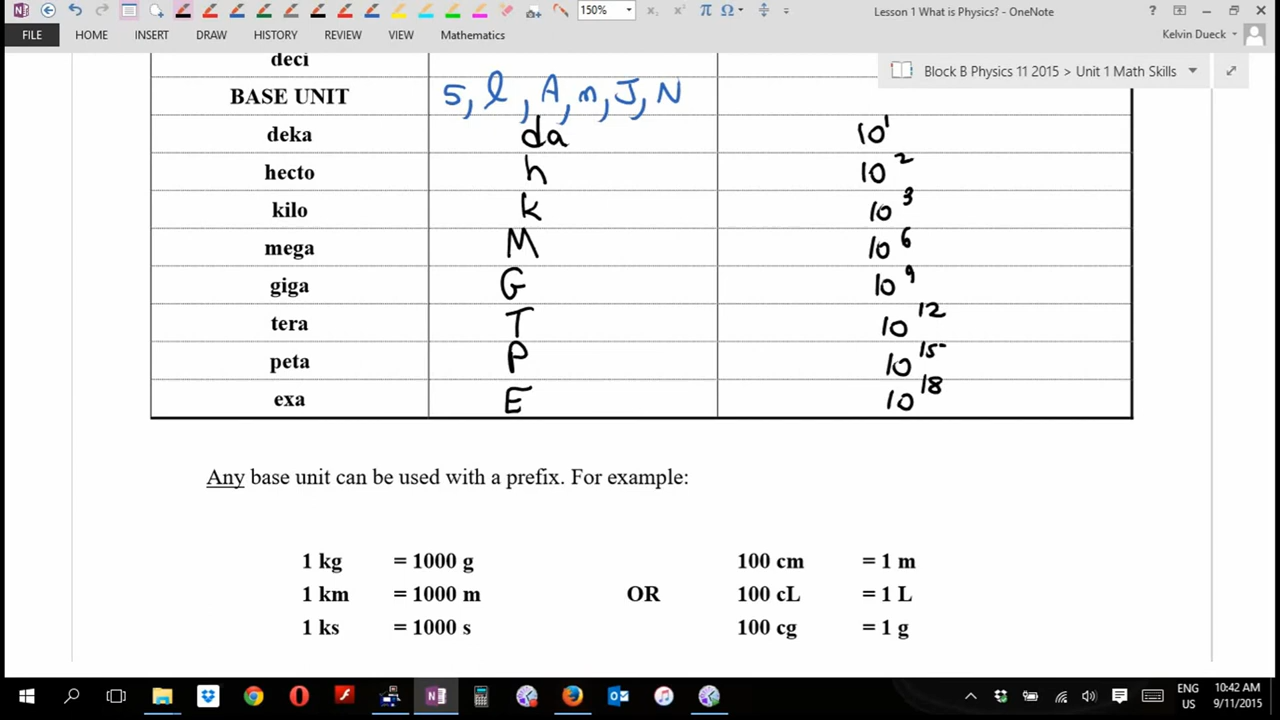 150%
Lesson 1 What is Physics? - OneNote
FILE HOME INSERT DRAW HISTORY REVIEW VIEW Mathematics Kelvin Dueck
Block B Physics 11 2015 > Unit 1 Math Skills
deci
BASE UNIT s, l, A, m, J, N
deka da 10¹
hecto h 10²
kilo k 10³
mega M 10⁶
giga G 10⁹
tera T 10¹²
peta P 10¹⁵
exa E 10¹⁸
Any base unit can be used with a prefix. For example:
1 kg = 1000 g 100 cm = 1 m
1 km = 1000 m OR 100 cL = 1 L
1 ks = 1000 s 100 cg = 1 g
ENG 10:42 AM
US 9/11/2015